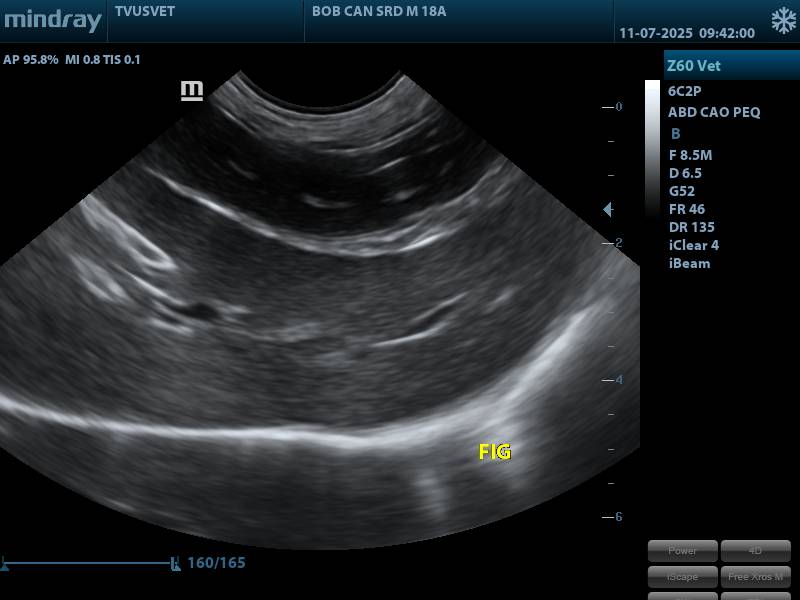 mindray
TVUSVET
BOB CAN SRD M 18A
11-07-2025 09:42:00
AP 95.8% MI 0.8 TIS 0.1
m
Z60 Vet
6C2P
ABD CAO PEQ
B
F 8.5M
D 6.5
G52
FR 46
DR 135
iClear 4
iBeam
0
2
4
6
FIG
160/165
Power
4D
iScape
Free Xros M